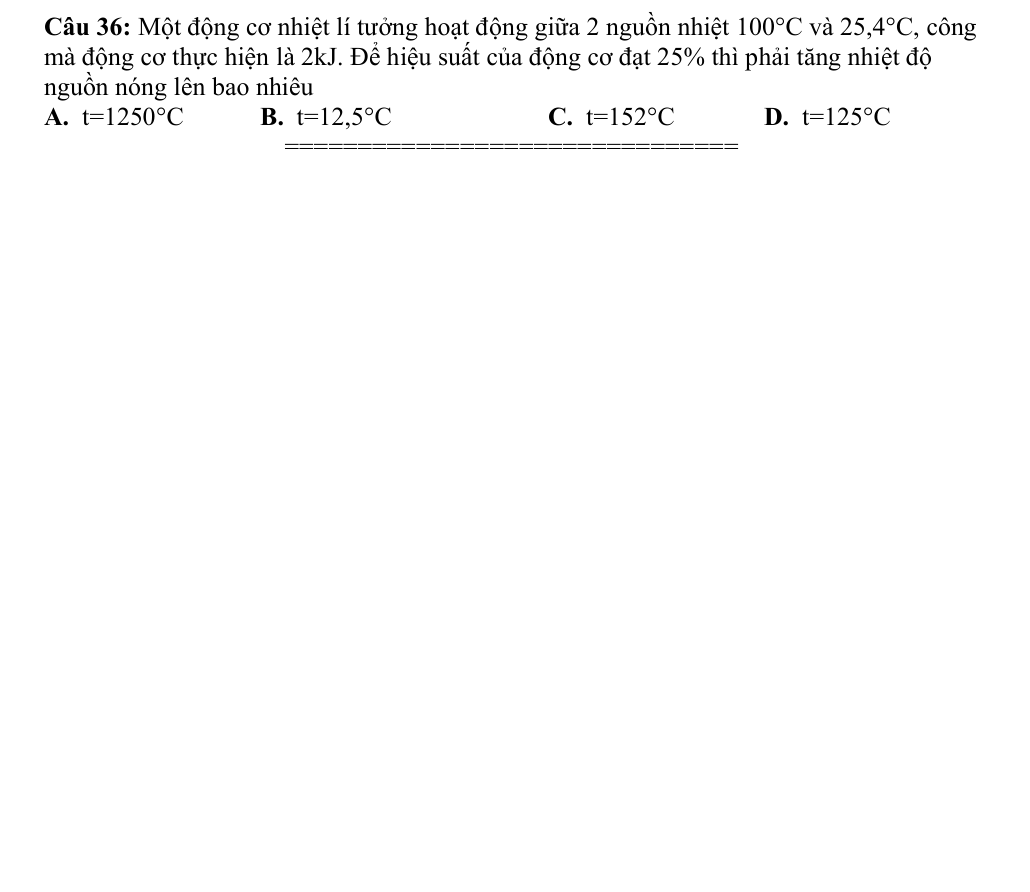 Câu 36: Một động cơ nhiệt lí tưởng hoạt động giữa 2 nguồn nhiệt 100°C và 25,4°C, công
mà động cơ thực hiện là 2kJ. Để hiệu suất của động cơ đạt 25% thì phải tăng nhiệt độ
nguồn nóng lên bao nhiêu
A. t=1250°C B. t=12,5°C C. t=152°C D. t=125°C
===============================